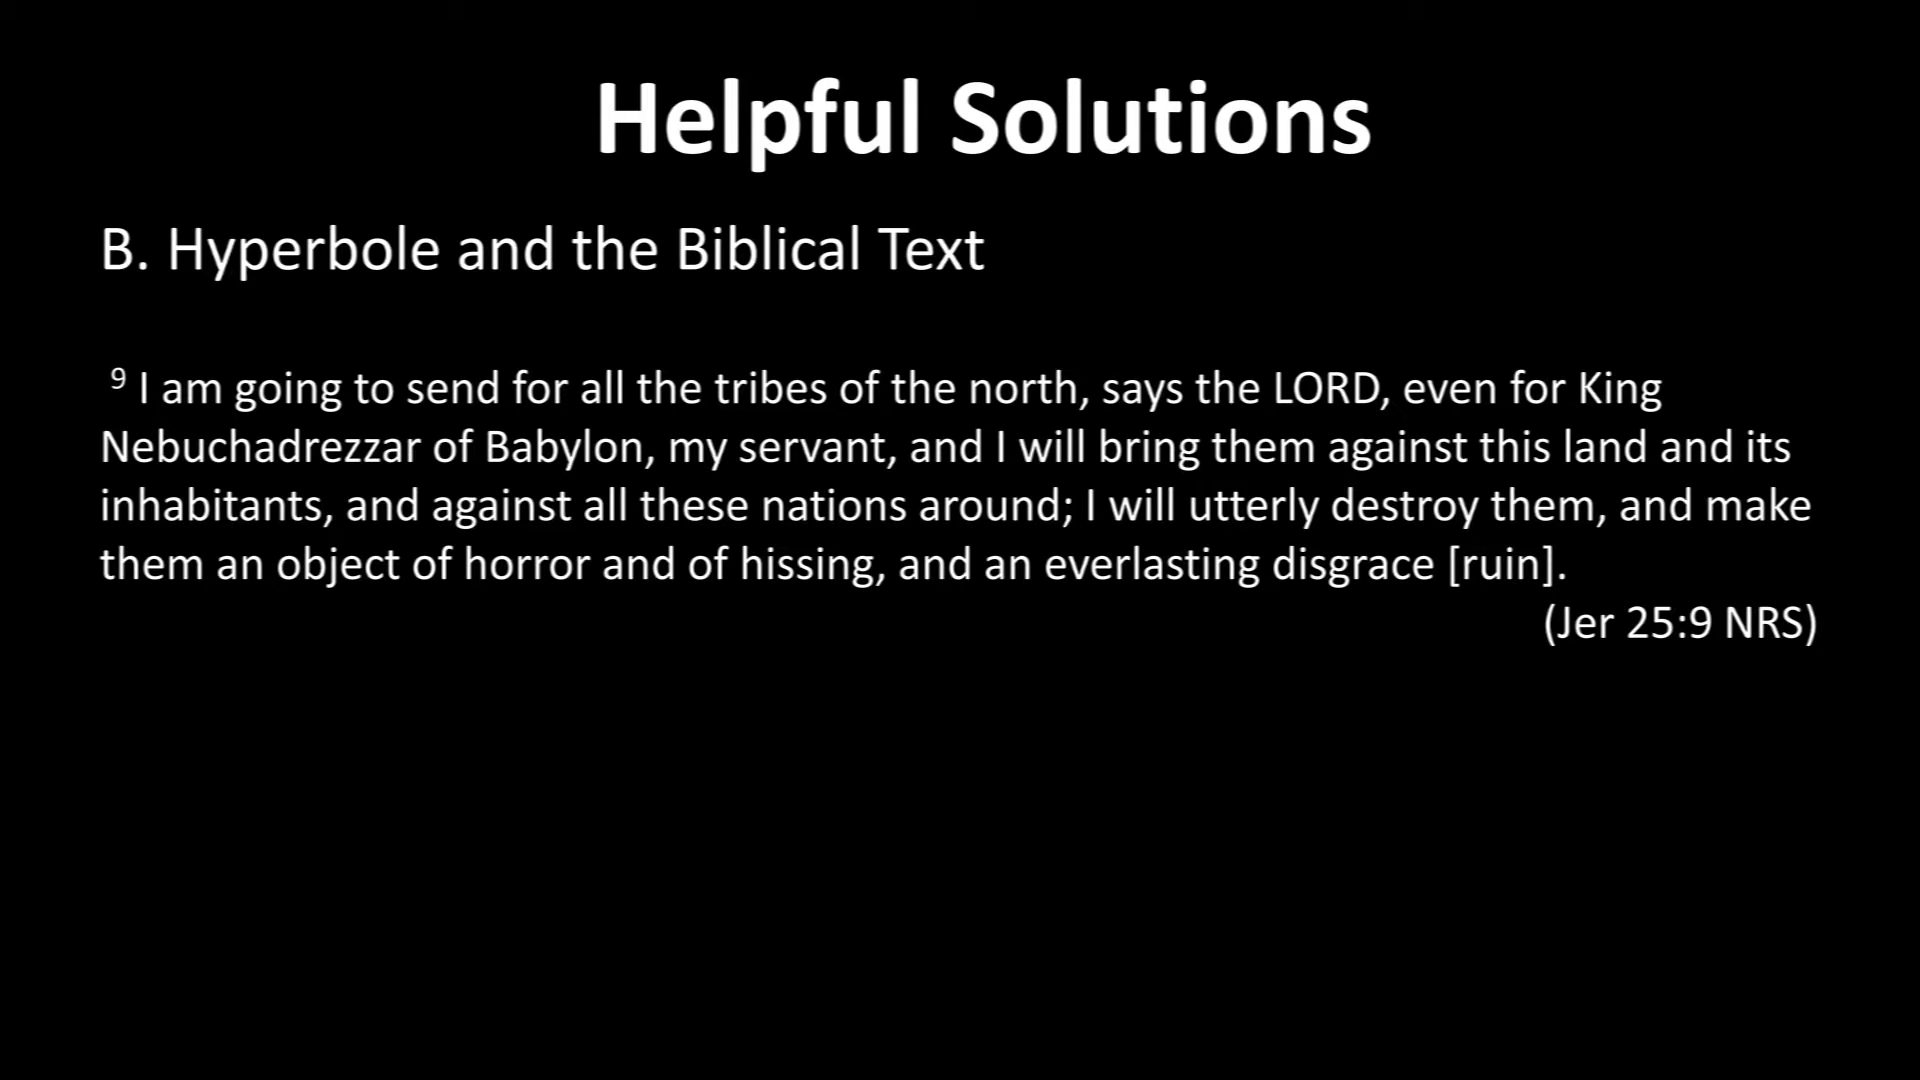 Helpful Solutions
B. Hyperbole and the Biblical Text
9 I am going to send for all the tribes of the north, says the LORD, even for King
Nebuchadrezzar of Babylon, my servant, and I will bring them against this land and its
inhabitants, and against all these nations around; I will utterly destroy them, and make
them an object of horror and of hissing, and an everlasting disgrace [ruin].
(Jer 25:9 NRS)